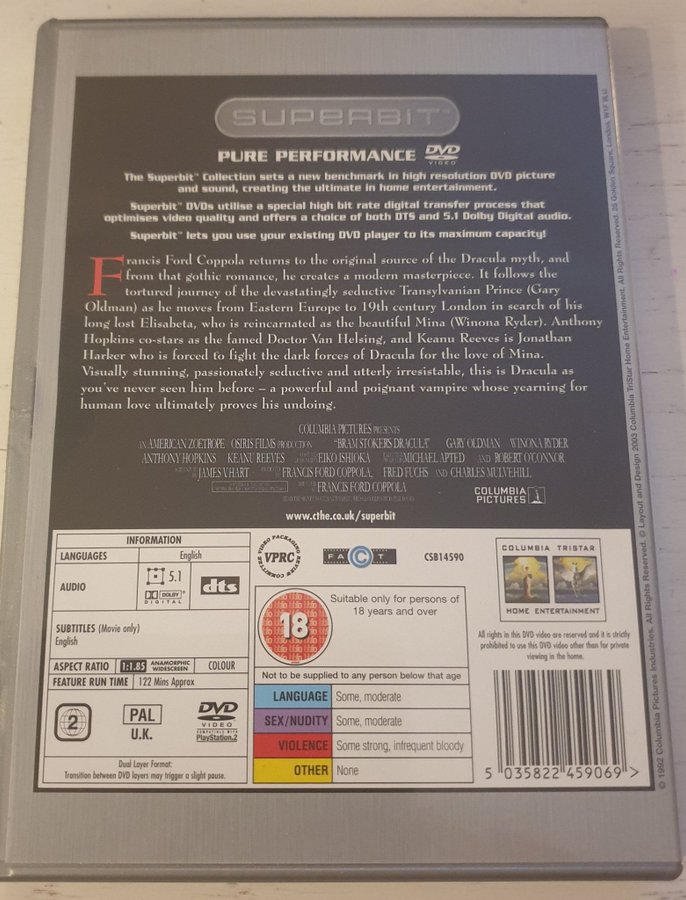 SUPERBIT™
PURE PERFORMANCE DVD VIDEO
The Superbit™ Collection sets a new benchmark in high resolution DVD picture
and sound, creating the ultimate in home entertainment.
Superbit™ DVDs utilise a special high bit rate digital transfer process that
optimises video quality and offers a choice of both DTS and 5.1 Dolby Digital audio.
Superbit™ lets you use your existing DVD player to its maximum capacity!
Francis Ford Coppola returns to the original source of the Dracula myth, and
from that gothic romance, he creates a modern masterpiece. It follows the
tortured journey of the devastatingly seductive Transylvanian Prince (Gary
Oldman) as he moves from Eastern Europe to 19th century London in search of his
long lost Elisabeta, who is reincarnated as the beautiful Mina (Winona Ryder). Anthony
Hopkins co-stars as the famed Doctor Van Helsing, and Keanu Reeves is Jonathan
Harker who is forced to fight the dark forces of Dracula for the love of Mina.
Visually stunning, passionately seductive and utterly irresistable, this is Dracula as
you've never seen him before – a powerful and poignant vampire whose yearning for
human love ultimately proves his undoing.
COLUMBIA PICTURES PRESENTS
AN AMERICAN ZOETROPE OSIRIS FILMS PRODUCTION "BRAM STOKER'S DRACULA" GARY OLDMAN WINONA RYDER
ANTHONY HOPKINS KEANU REEVES EIKO ISHIOKA MICHAEL APTED AND ROBERT O'CONNOR
JAMES V. HART FRANCIS FORD COPPOLA, FRED FUCHS AND CHARLES MULVEHILL
FRANCIS FORD COPPOLA
COLUMBIA
PICTURES
www.cthe.co.uk/superbit
INFORMATION
LANGUAGES English
AUDIO 5.1 DOLBY DIGITAL dts
SUBTITLES (Movie only)
English
ASPECT RATIO 1:1.85 ANAMORPHIC WIDESCREEN COLOUR
FEATURE RUN TIME 122 Mins Approx
2 PAL U.K. DVD VIDEO COMPATIBLE WITH PlayStation.2
Dual Layer Format:
Transition between DVD layers may trigger a slight pause.
VIDEO PACKAGING REVIEW COMMITTEE VPRC
FACT
CSB14590
18
Suitable only for persons of
18 years and over
Not to be supplied to any person below that age
LANGUAGE Some, moderate
SEX/NUDITY Some, moderate
VIOLENCE Some strong, infrequent bloody
OTHER None
COLUMBIA TRISTAR
HOME ENTERTAINMENT
All rights in this DVD video are reserved and it is strictly
prohibited to use this DVD video other than for private
viewing in the home.
5 035822 459069 >
© 1992 Columbia Pictures Industries. All Rights Reserved. © Layout and Design 2003 Columbia TriStar Home Entertainment. All Rights Reserved. 25 Golden Square, London, W1F 9LU